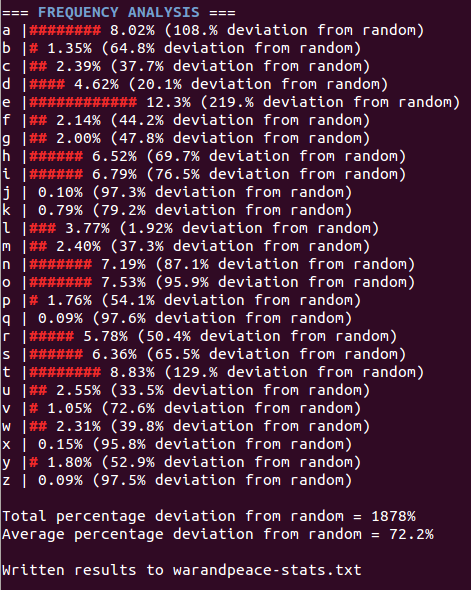 === FREQUENCY ANALYSIS ===
a |######## 8.02% (108.% deviation from random)
b |# 1.35% (64.8% deviation from random)
c |## 2.39% (37.7% deviation from random)
d |#### 4.62% (20.1% deviation from random)
e |############ 12.3% (219.% deviation from random)
f |## 2.14% (44.2% deviation from random)
g |## 2.00% (47.8% deviation from random)
h |###### 6.52% (69.7% deviation from random)
i |###### 6.79% (76.5% deviation from random)
j | 0.10% (97.3% deviation from random)
k | 0.79% (79.2% deviation from random)
l |### 3.77% (1.92% deviation from random)
m |## 2.40% (37.3% deviation from random)
n |####### 7.19% (87.1% deviation from random)
o |####### 7.53% (95.9% deviation from random)
p |# 1.76% (54.1% deviation from random)
q | 0.09% (97.6% deviation from random)
r |##### 5.78% (50.4% deviation from random)
s |###### 6.36% (65.5% deviation from random)
t |######## 8.83% (129.% deviation from random)
u |## 2.55% (33.5% deviation from random)
v |# 1.05% (72.6% deviation from random)
w |## 2.31% (39.8% deviation from random)
x | 0.15% (95.8% deviation from random)
y |# 1.80% (52.9% deviation from random)
z | 0.09% (97.5% deviation from random)
Total percentage deviation from random = 1878%
Average percentage deviation from random = 72.2%
Written results to warandpeace-stats.txt